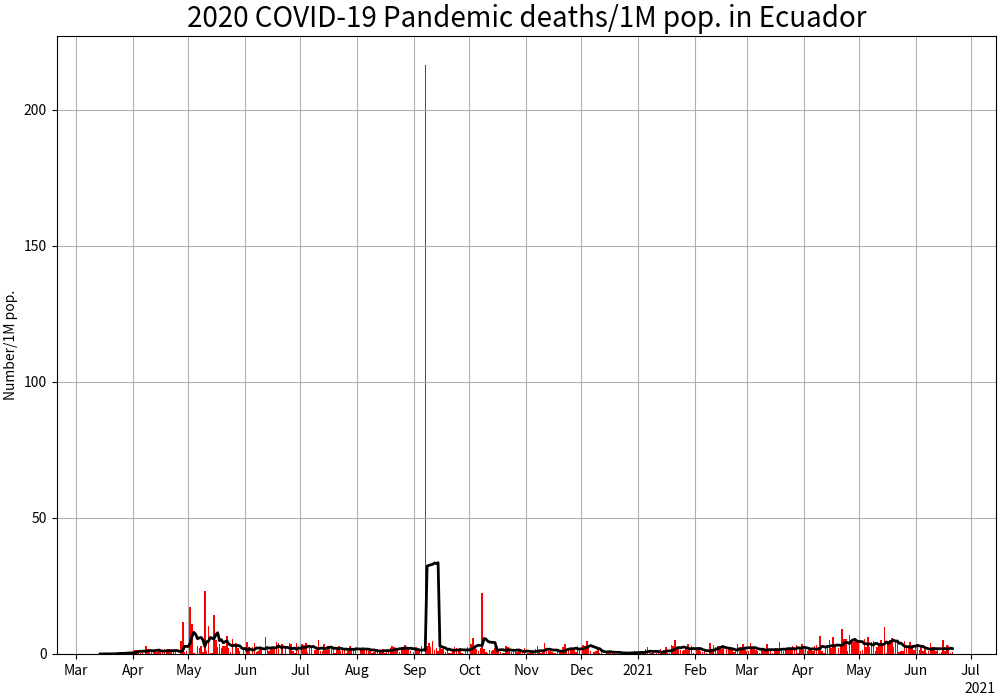 2020 COVID-19 Pandemic deaths/1M pop. in Ecuador
Number/1M pop.
200
150
100
50
0
Mar Apr May Jun Jul Aug Sep Oct Nov Dec 2021 Feb Mar Apr May Jun Jul
2021